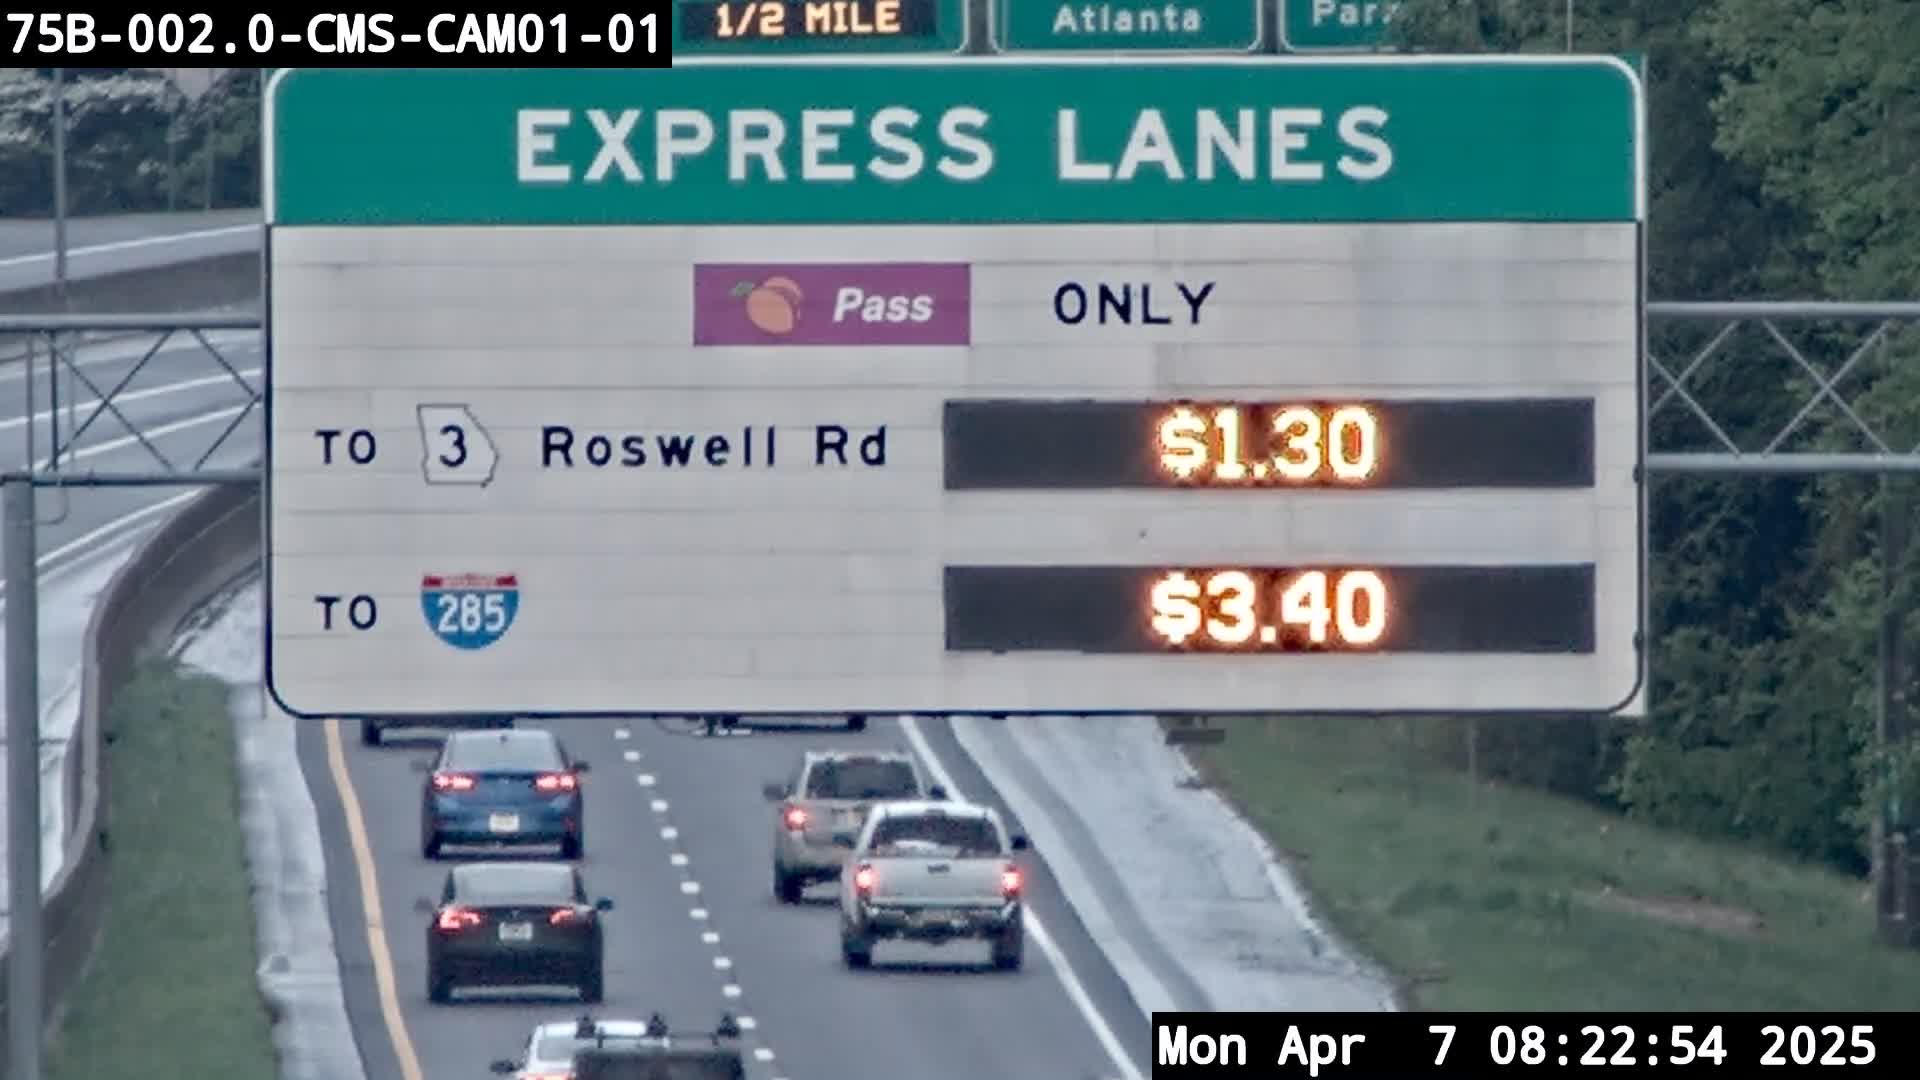 75B-002.0-CMS-CAM01-01
1/2 MILE
Atlanta
EXPRESS LANES
Pass ONLY
TO 3 Roswell Rd $1.30
TO 285 $3.40
Mon Apr 7 08:22:54 2025